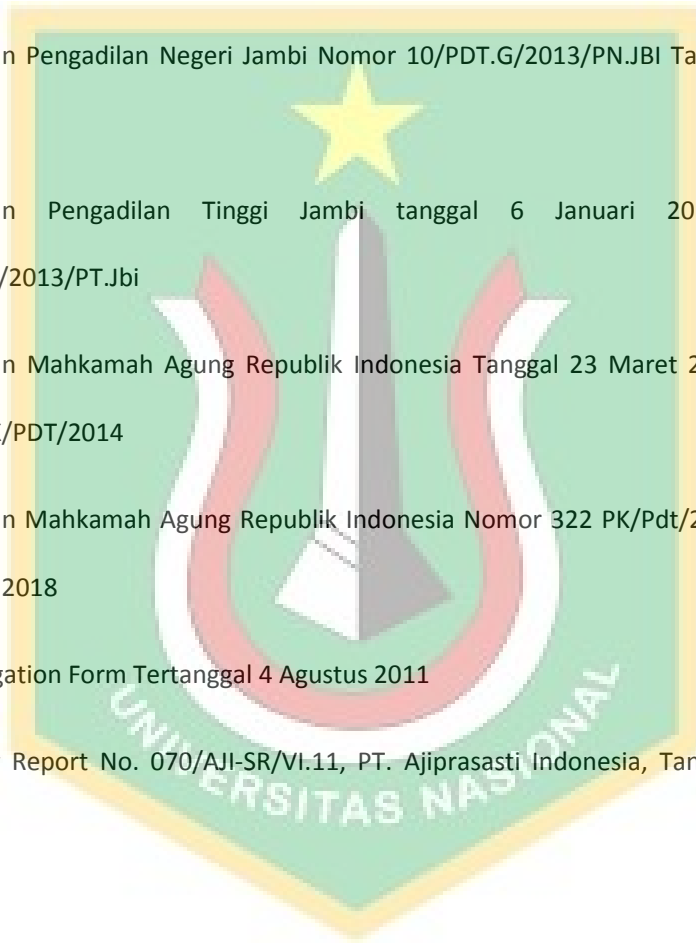 n Pengadilan Negeri Jambi Nomor 10/PDT.G/2013/PN.JBI Ta
n Pengadilan Tinggi Jambi tanggal 6 Januari 20
/2013/PT.Jbi
n Mahkamah Agung Republik Indonesia Tanggal 23 Maret 2
/PDT/2014
n Mahkamah Agung Republik Indonesia Nomor 322 PK/Pdt/2
2018
gation Form Tertanggal 4 Agustus 2011
Report No. 070/AJI-SR/VI.11, PT. Ajiprasasti Indonesia, Tan
UNIVERSITAS NASIONAL